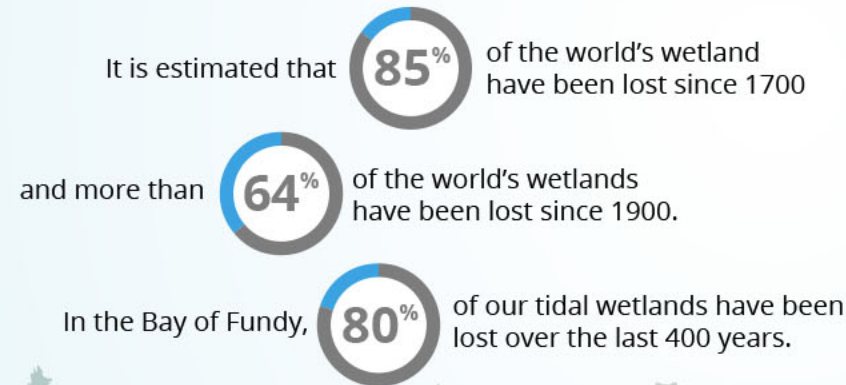 It is estimated that 85% of the world's wetland
have been lost since 1700
and more than 64% of the world's wetlands
have been lost since 1900.
In the Bay of Fundy, 80% of our tidal wetlands have been
lost over the last 400 years.